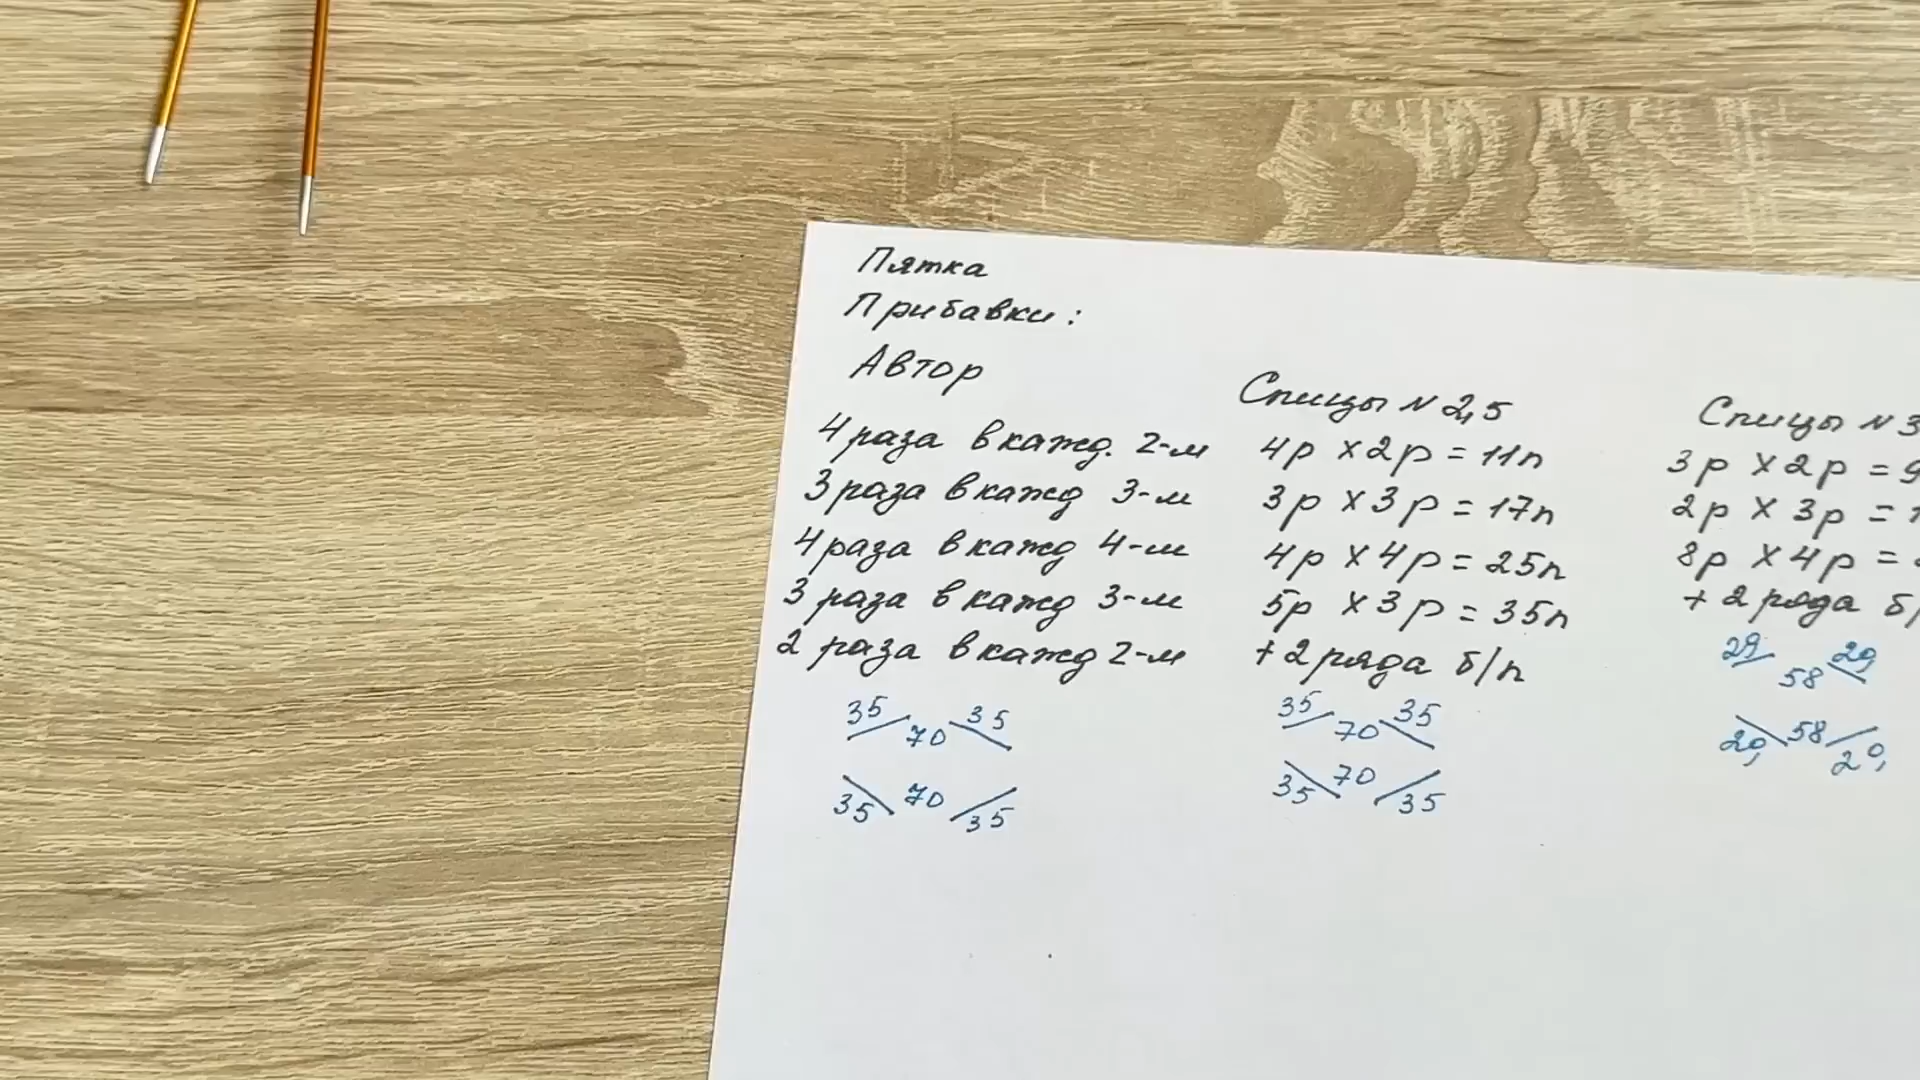 Пятка
Прибавки:
Автор
4 раза в кажд. 2-м
3 раза в кажд 3-м
4 раза в кажд 4-м
3 раза в кажд 3-м
2 раза в кажд 2-м
35 70 35
35 70 35
Спицы N 2,5
4р х 2р = 11п
3р х 3р = 17п
4р х 4р = 25п
5р х 3р = 35п
+ 2 ряда б/п
35 70 35
35 70 35
Спицы N 3
3р х 2р =
2р х 3р =
8р х 4р =
+ 2 ряда
29 58 29
29 58 29